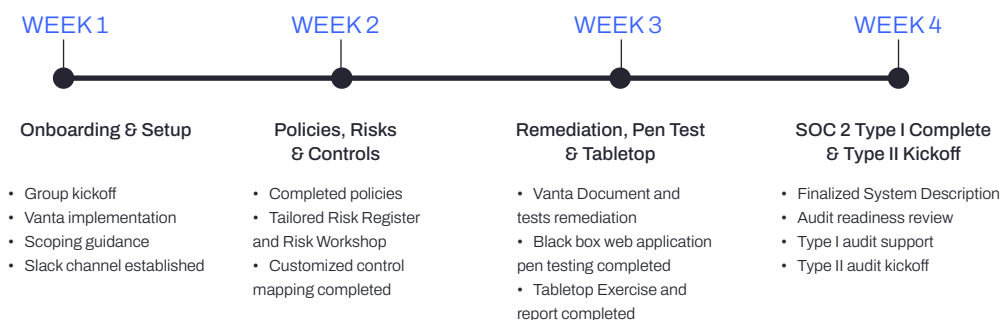 WEEK 1
WEEK 2
WEEK 3
WEEK 4
Onboarding & Setup
• Group kickoff
• Vanta implementation
• Scoping guidance
• Slack channel established
Policies, Risks
& Controls
• Completed policies
• Tailored Risk Register
and Risk Workshop
• Customized control
mapping completed
Remediation, Pen Test
& Tabletop
• Vanta Document and
tests remediation
• Black box web application
pen testing completed
• Tabletop Exercise and
report completed
SOC 2 Type I Complete
& Type II Kickoff
• Finalized System Description
• Audit readiness review
• Type I audit support
• Type II audit kickoff